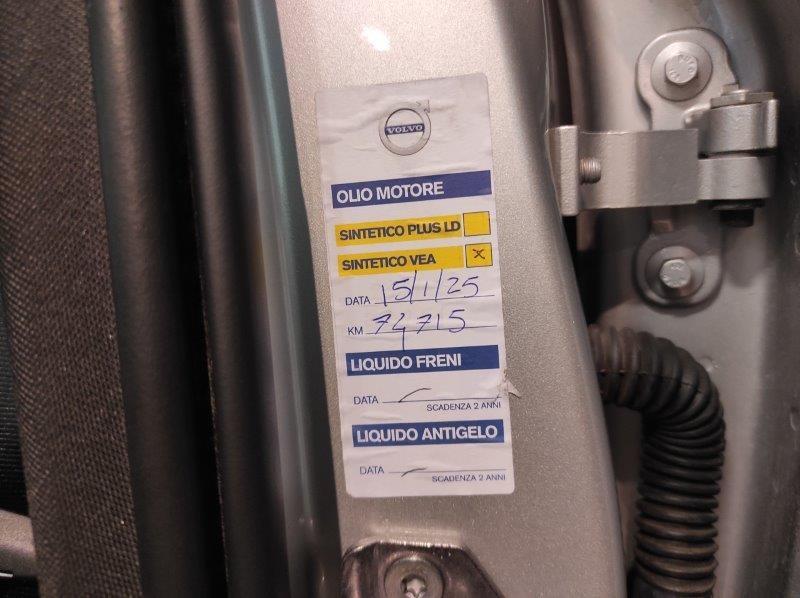 VOLVO
OLIO MOTORE
SINTETICO PLUS LD
SINTETICO VEA X
DATA 15/1/25
KM 74715
LIQUIDO FRENI
DATA
SCADENZA 2 ANNI
LIQUIDO ANTIGELO
DATA
SCADENZA 2 ANNI